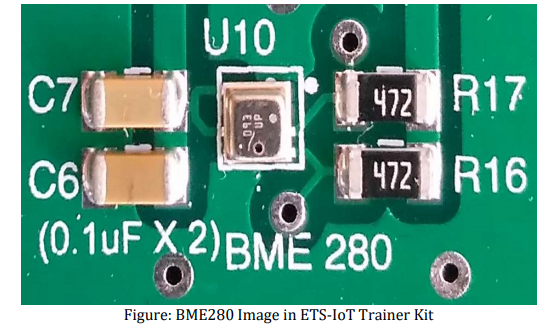 U10
C7
472
R17
C6
472
R16
(0.1uF X 2)
BME 280
Figure: BME280 Image in ETS-IoT Trainer Kit